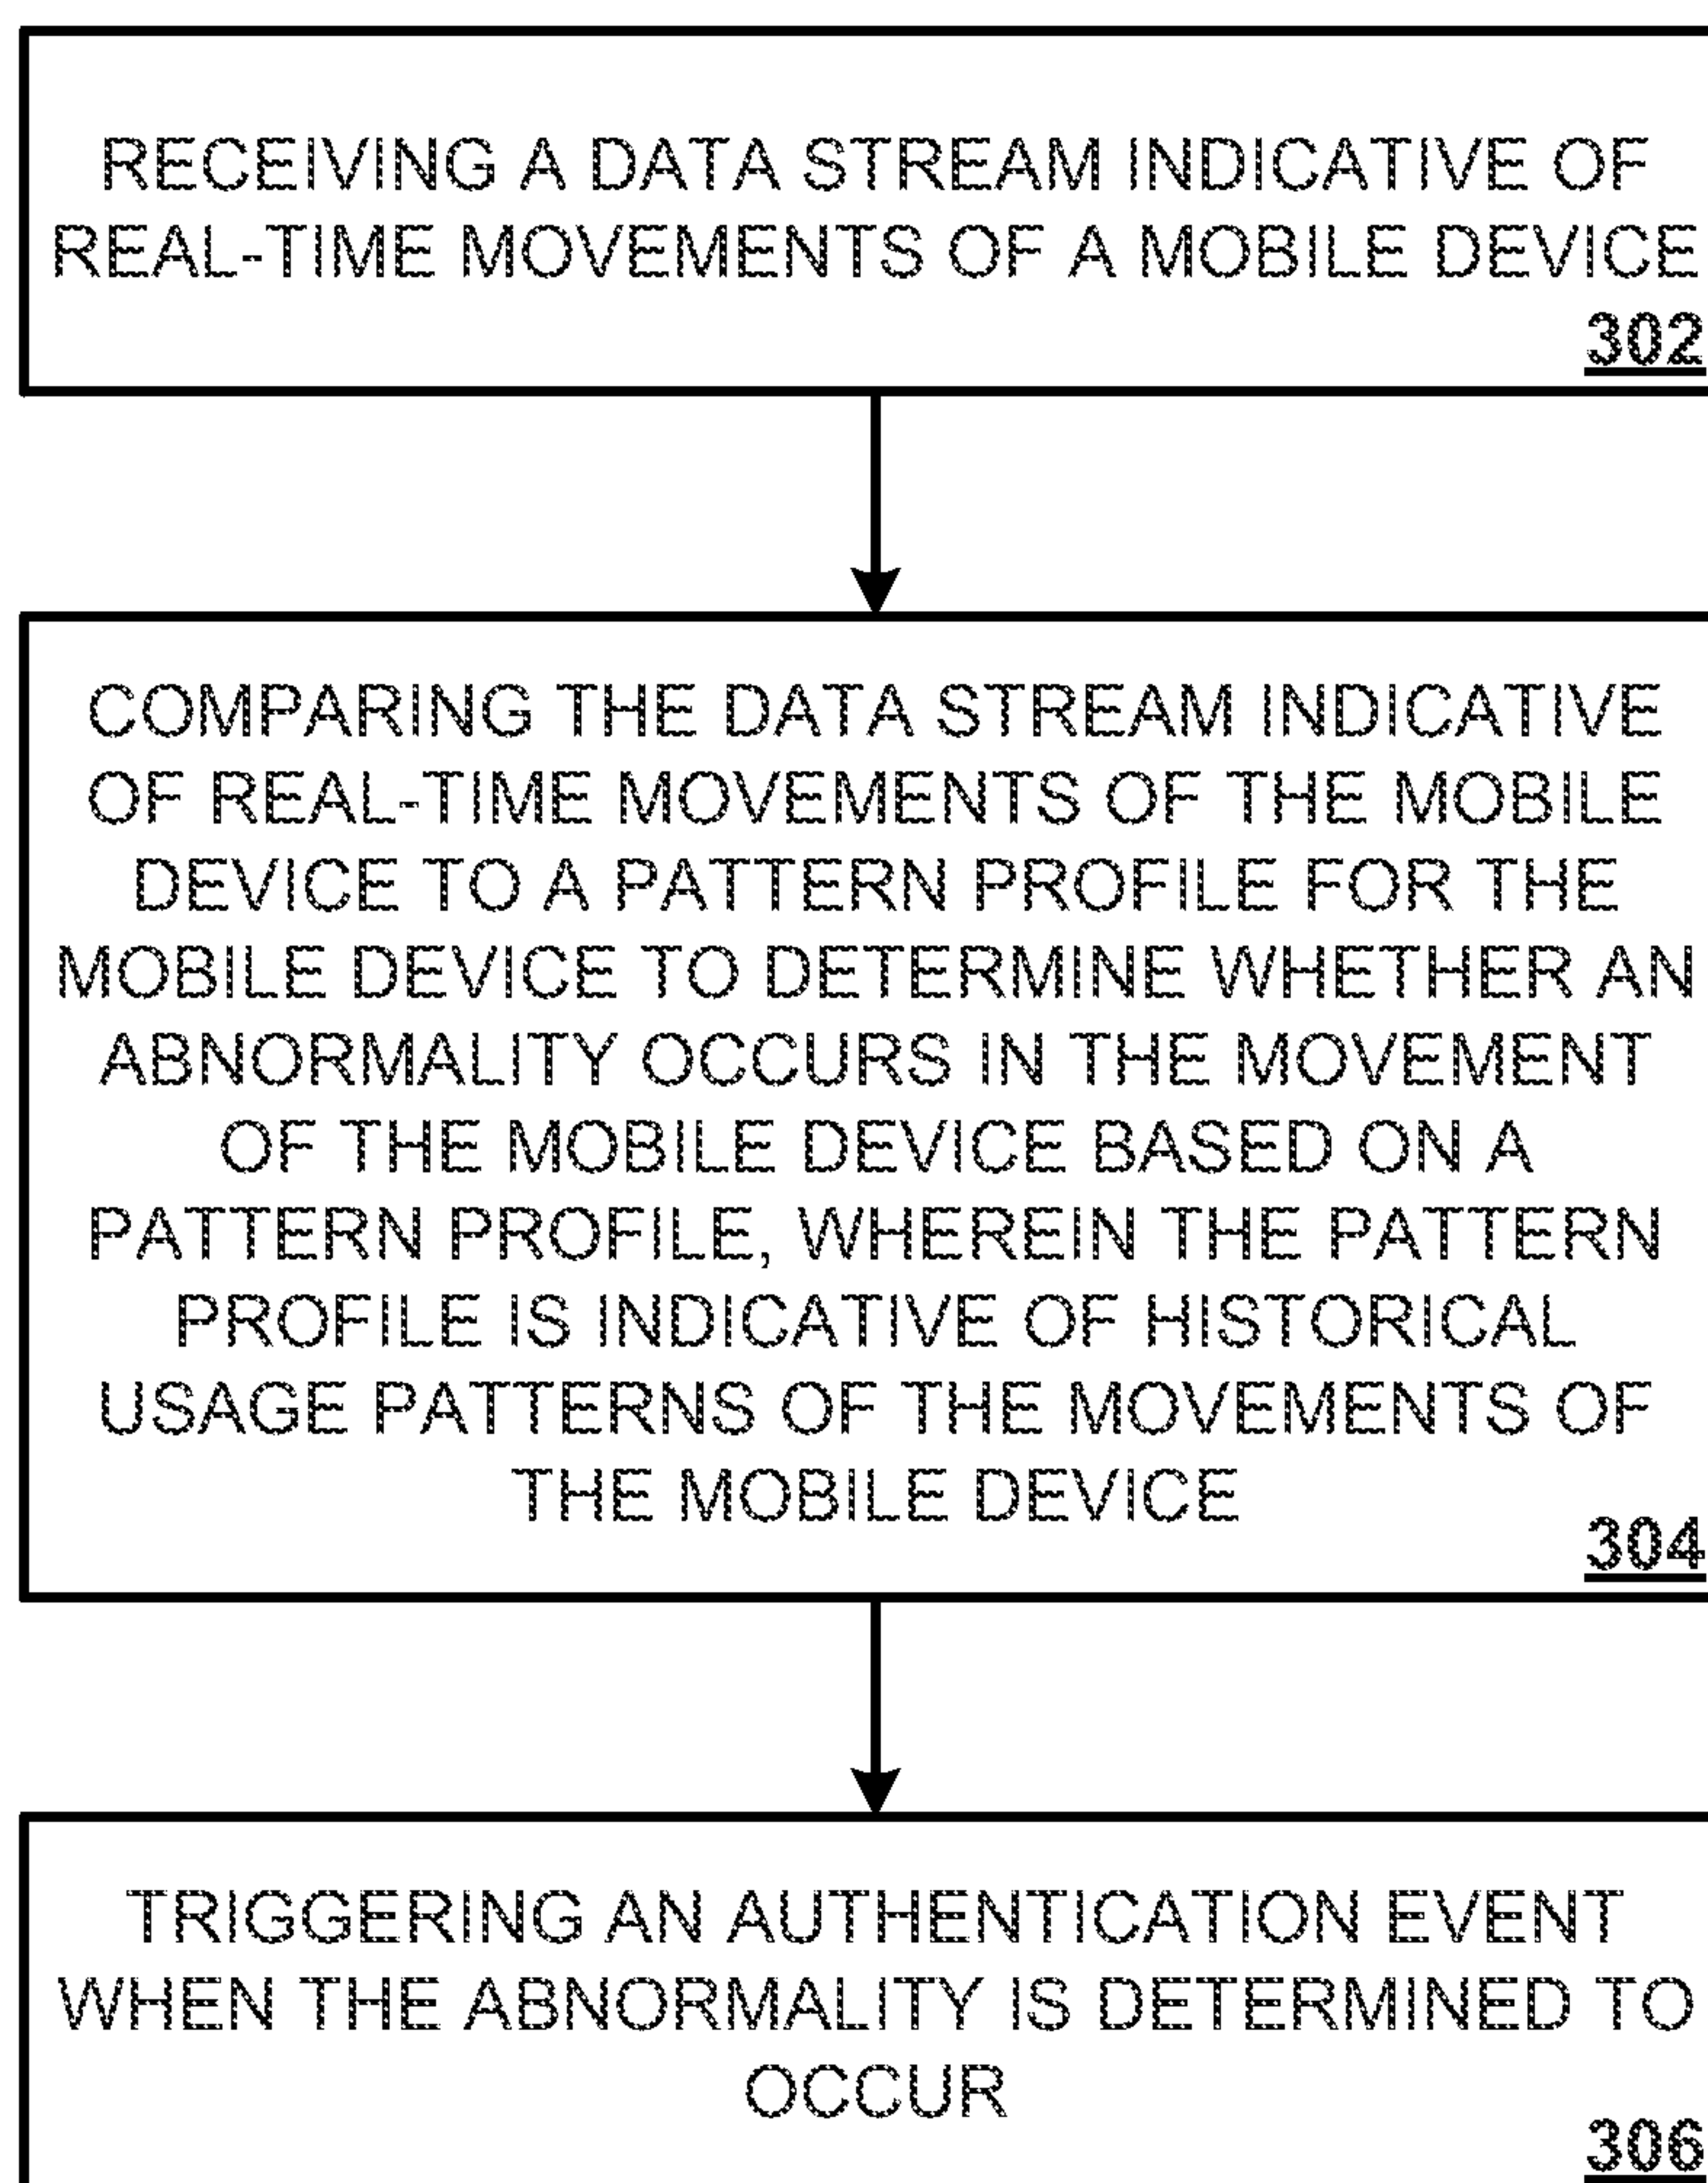 RECEIVING A DATA STREAM INDICATIVE OF
REAL-TIME MOVEMENTS OF A MOBILE DEVICE
302
COMPARING THE DATA STREAM INDICATIVE
OF REAL-TIME MOVEMENTS OF THE MOBILE
DEVICE TO A PATTERN PROFILE FOR THE
MOBILE DEVICE TO DETERMINE WHETHER AN
ABNORMALITY OCCURS IN THE MOVEMENT
OF THE MOBILE DEVICE BASED ON A
PATTERN PROFILE, WHEREIN THE PATTERN
PROFILE IS INDICATIVE OF HISTORICAL
USAGE PATTERNS OF THE MOVEMENTS OF
THE MOBILE DEVICE
304
TRIGGERING AN AUTHENTICATION EVENT
WHEN THE ABNORMALITY IS DETERMINED TO
OCCUR
306